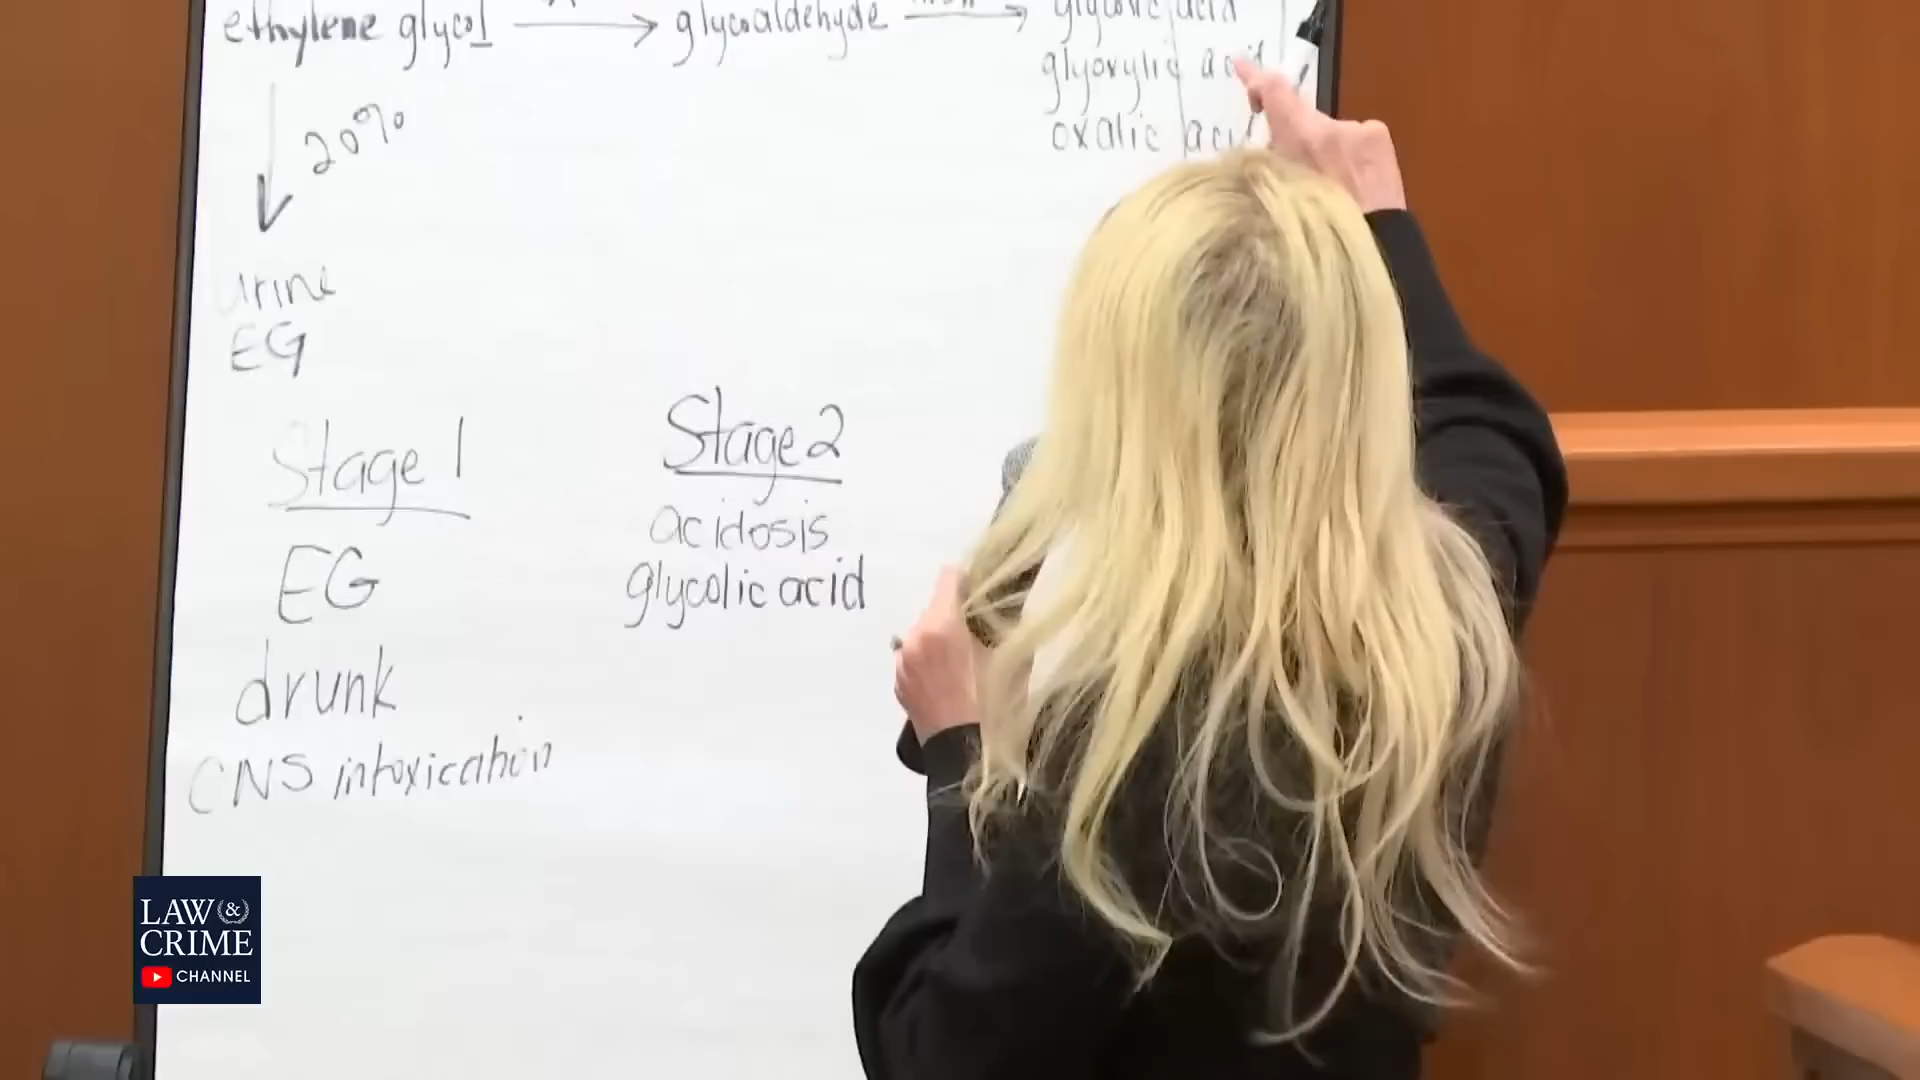 ethylene glycol glycoaldehyde glycolic acid
glyoxylic acid
oxalic acid
20%
urine
EG
Stage 1
EG
drunk
CNS intoxication
Stage 2
acidosis
glycolic acid
LAW &
CRIME
CHANNEL